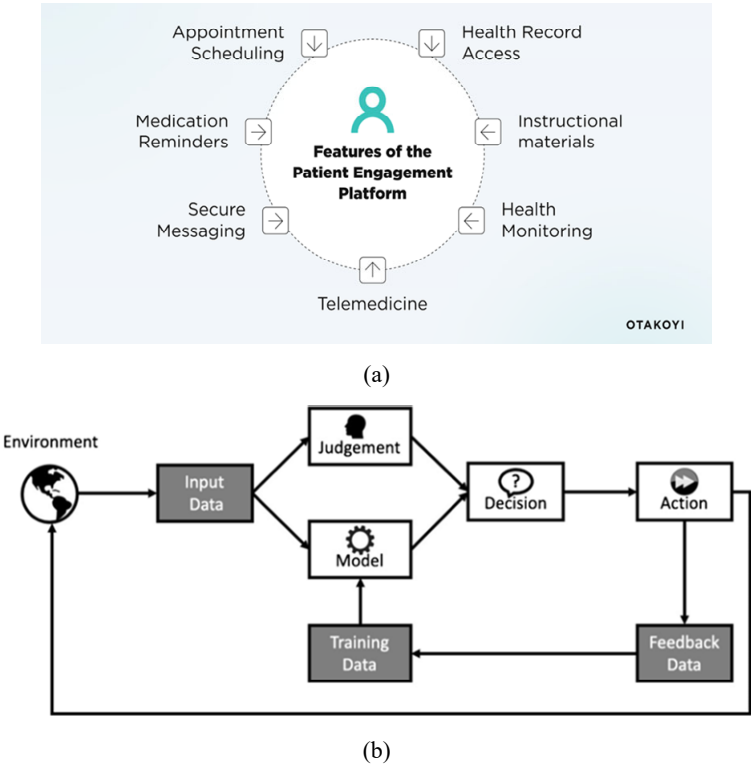 Appointment
Scheduling
Health Record
Access
Medication
Reminders
Instructional
materials
Features of the
Patient Engagement
Platform
Secure
Messaging
Health
Monitoring
Telemedicine
OTAKOYI
(a)
Environment
Input
Data
Judgement
Model
?
Decision
Action
Training
Data
Feedback
Data
(b)